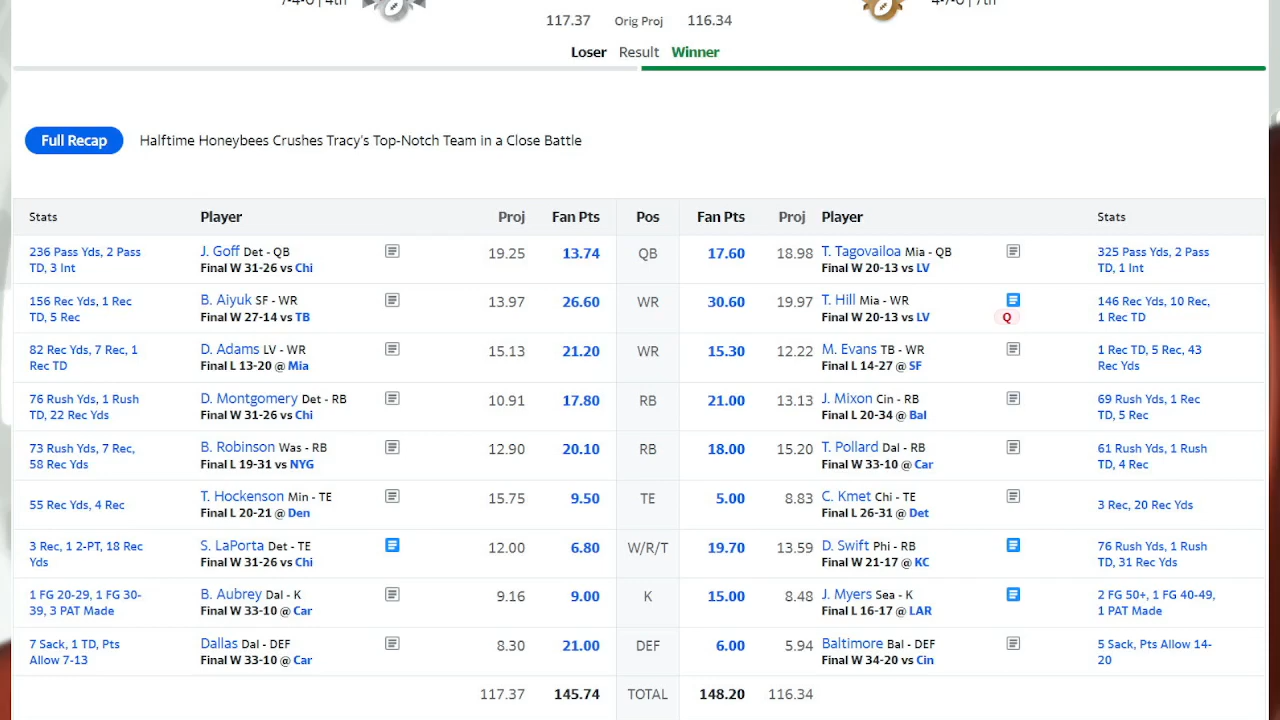 7-4-0 | 4th 4-7-0 | 7th
117.37 Orig Proj 116.34
Loser Result Winner
Full Recap Halftime Honeybees Crushes Tracy's Top-Notch Team in a Close Battle
Stats Player Proj Fan Pts Pos Fan Pts Proj Player Stats
236 Pass Yds, 2 Pass J. Goff Det - QB 19.25 13.74 QB 17.60 18.98 T. Tagovailoa Mia - QB 325 Pass Yds, 2 Pass
TD, 3 Int Final W 31-26 vs Chi Final W 20-13 vs LV TD, 1 Int
156 Rec Yds, 1 Rec B. Aiyuk SF - WR 13.97 26.60 WR 30.60 19.97 T. Hill Mia - WR 146 Rec Yds, 10 Rec,
TD, 5 Rec Final W 27-14 vs TB Final W 20-13 vs LV Q 1 Rec TD
82 Rec Yds, 7 Rec, 1 D. Adams LV - WR 15.13 21.20 WR 15.30 12.22 M. Evans TB - WR 1 Rec TD, 5 Rec, 43
Rec TD Final L 13-20 @ Mia Final L 14-27 @ SF Rec Yds
76 Rush Yds, 1 Rush D. Montgomery Det - RB 10.91 17.80 RB 21.00 13.13 J. Mixon Cin - RB 69 Rush Yds, 1 Rec
TD, 22 Rec Yds Final W 31-26 vs Chi Final L 20-34 @ Bal TD, 5 Rec
73 Rush Yds, 7 Rec, B. Robinson Was - RB 12.90 20.10 RB 18.00 15.20 T. Pollard Dal - RB 61 Rush Yds, 1 Rush
58 Rec Yds Final L 19-31 vs NYG Final W 33-10 @ Car TD, 4 Rec
55 Rec Yds, 4 Rec T. Hockenson Min - TE 15.75 9.50 TE 5.00 8.83 C. Kmet Chi - TE 3 Rec, 20 Rec Yds
Final L 20-21 @ Den Final L 26-31 @ Det
3 Rec, 1 2-PT, 18 Rec S. LaPorta Det - TE 12.00 6.80 W/R/T 19.70 13.59 D. Swift Phi - RB 76 Rush Yds, 1 Rush
Yds Final W 31-26 vs Chi Final W 21-17 @ KC TD, 31 Rec Yds
1 FG 20-29, 1 FG 30- B. Aubrey Dal - K 9.16 9.00 K 15.00 8.48 J. Myers Sea - K 2 FG 50+, 1 FG 40-49,
39, 3 PAT Made Final W 33-10 @ Car Final L 16-17 @ LAR 1 PAT Made
7 Sack, 1 TD, Pts Dallas Dal - DEF 8.30 21.00 DEF 6.00 5.94 Baltimore Bal - DEF 5 Sack, Pts Allow 14-
Allow 7-13 Final W 33-10 @ Car Final W 34-20 vs Cin 20
117.37 145.74 TOTAL 148.20 116.34